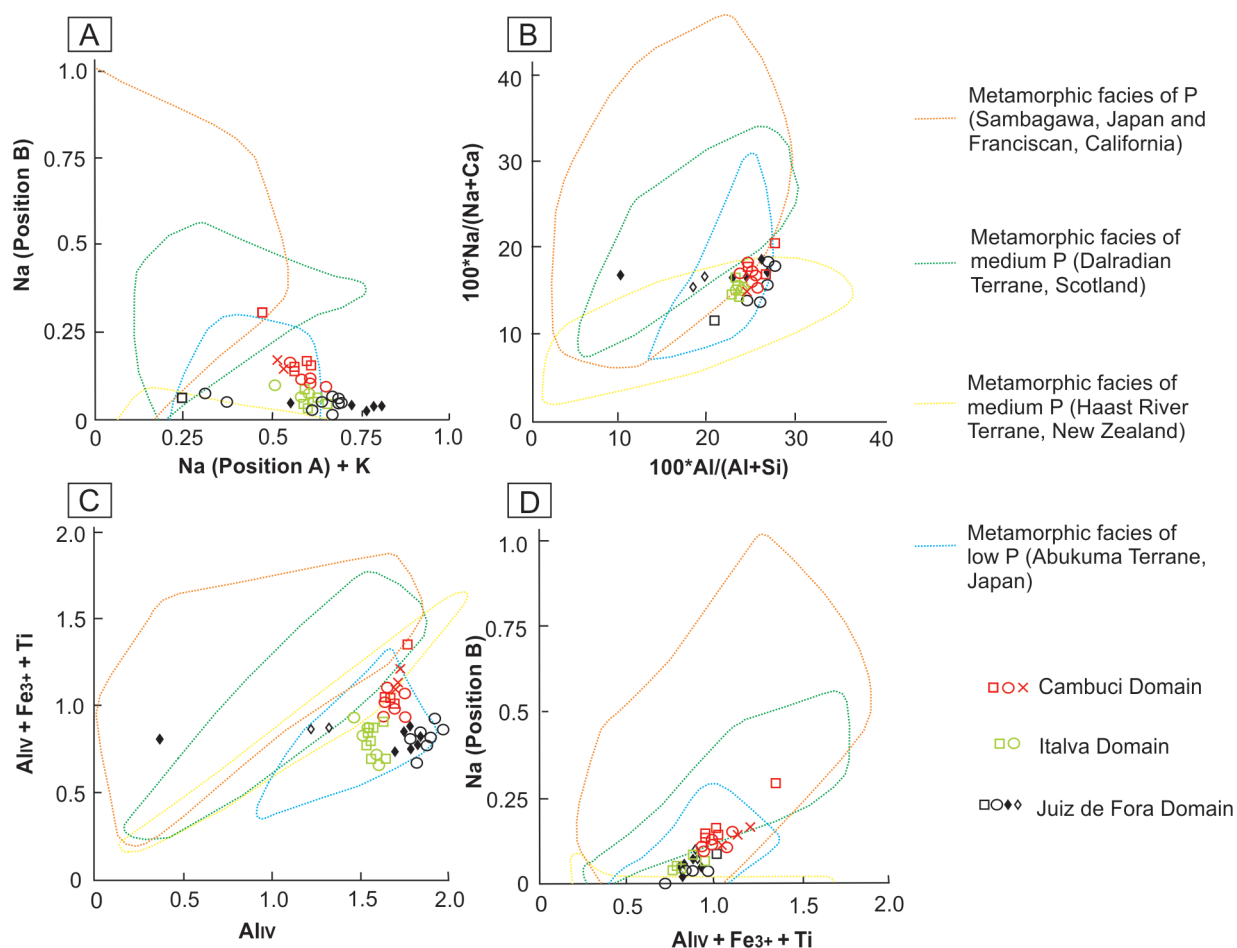 A
1.0
0.75
0.5
0.25
0
Na (Position B)
0
0.25
0.5
0.75
1.0
Na (Position A) + K
B
40
30
20
10
0
100*Na/(Na+Ca)
0
10
20
30
40
100*Al/(Al+Si)
C
2.0
1.5
1.0
0.5
0
AlIV + Fe3+ + Ti
0
0.5
1.0
1.5
2.0
AlIV
D
1.0
0.75
0.5
0.25
0
Na (Position B)
0
0.5
1.0
1.5
2.0
AlIV + Fe3+ + Ti
Metamorphic facies of P
(Sambagawa, Japan and
Franciscan, California)
Metamorphic facies of
medium P (Dalradian
Terrane, Scotland)
Metamorphic facies of
medium P (Haast River
Terrane, New Zealand)
Metamorphic facies of
low P (Abukuma Terrane,
Japan)
Cambuci Domain
Italva Domain
Juiz de Fora Domain